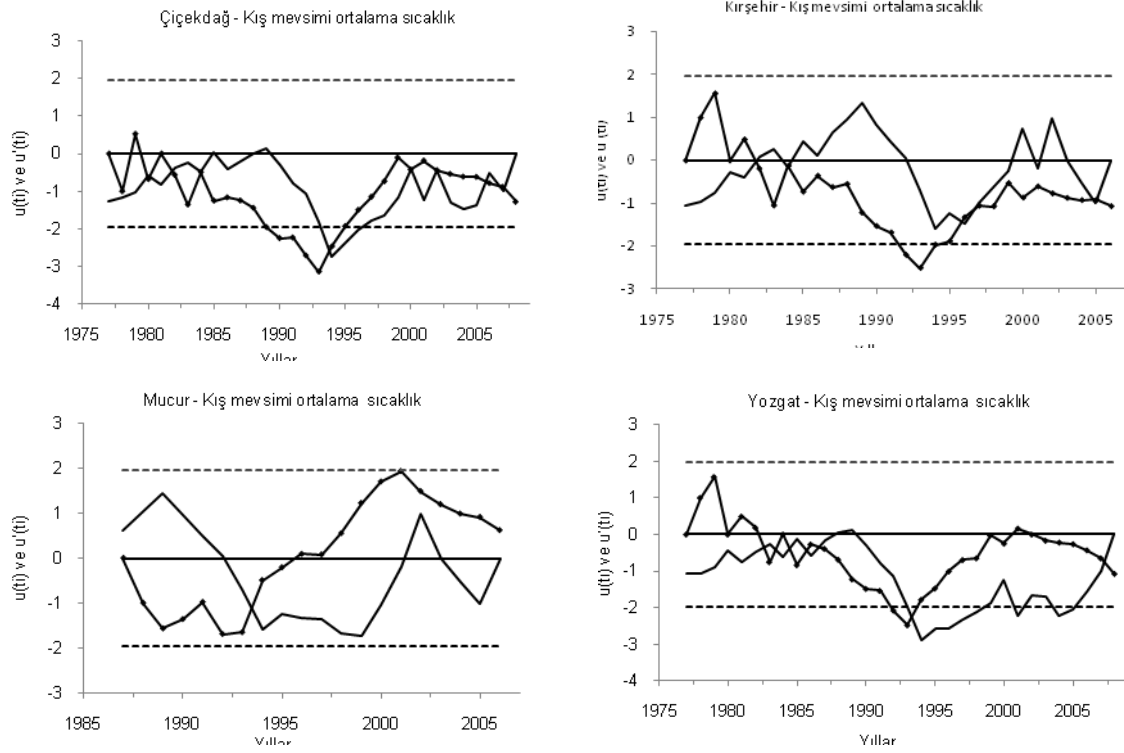 Çiçekdağ - Kış mevsimi ortalama sıcaklık
3
2
1
0
-1
-2
-3
-4
u(ti) ve u'(ti)
1975 1980 1985 1990 1995 2000 2005
Yıllar
Kırşehir - Kış mevsimi ortalama sıcaklık
3
2
1
0
-1
-2
-3
u(ti) ve u'(ti)
1975 1980 1985 1990 1995 2000 2005
Mucur - Kış mevsimi ortalama sıcaklık
3
2
1
0
-1
-2
-3
u(ti) ve u'(ti)
1985 1990 1995 2000 2005
Yıllar
Yozgat - Kış mevsimi ortalama sıcaklık
3
2
1
0
-1
-2
-3
-4
u(ti) ve u'(ti)
1975 1980 1985 1990 1995 2000 2005
Yıllar